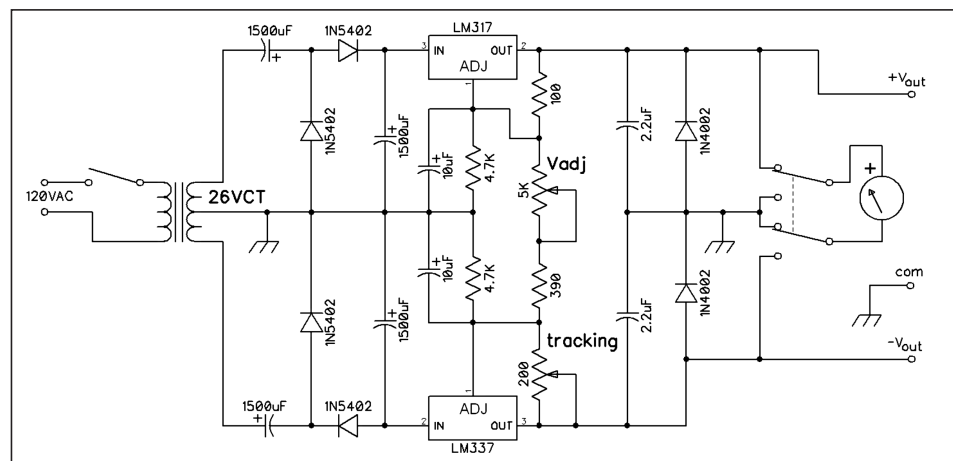 1500uF
1N5402
LM317
+
3
IN
OUT
2
ADJ
1
100
+Vout
1N5402
+
1500uF
+
10uF
4.7K
Vadj
5K
2.2uF
1N4002
+
120VAC
26VCT
+
10uF
4.7K
390
com
1N5402
+
1500uF
tracking
200
2.2uF
1N4002
-Vout
1500uF
1N5402
+
1
ADJ
2
IN
OUT
3
LM337